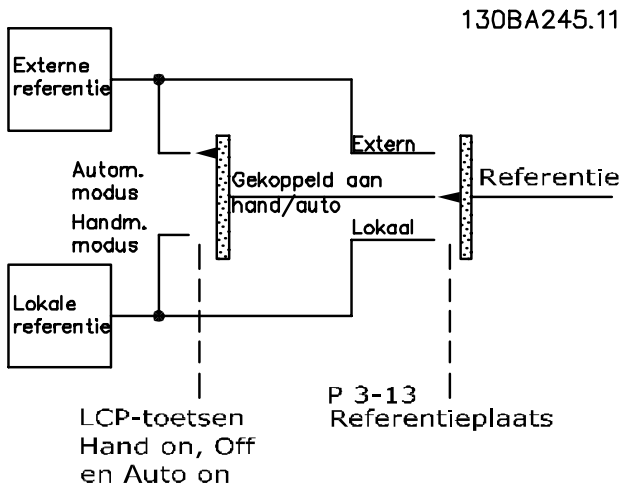 130BA245.11
Externe
referentie
Autom.
modus
Handm.
modus
Lokale
referentie
Gekoppeld aan
hand/auto
Extern
Lokaal
Referentie
LCP-toetsen
Hand on, Off
en Auto on
P 3-13
Referentieplaats